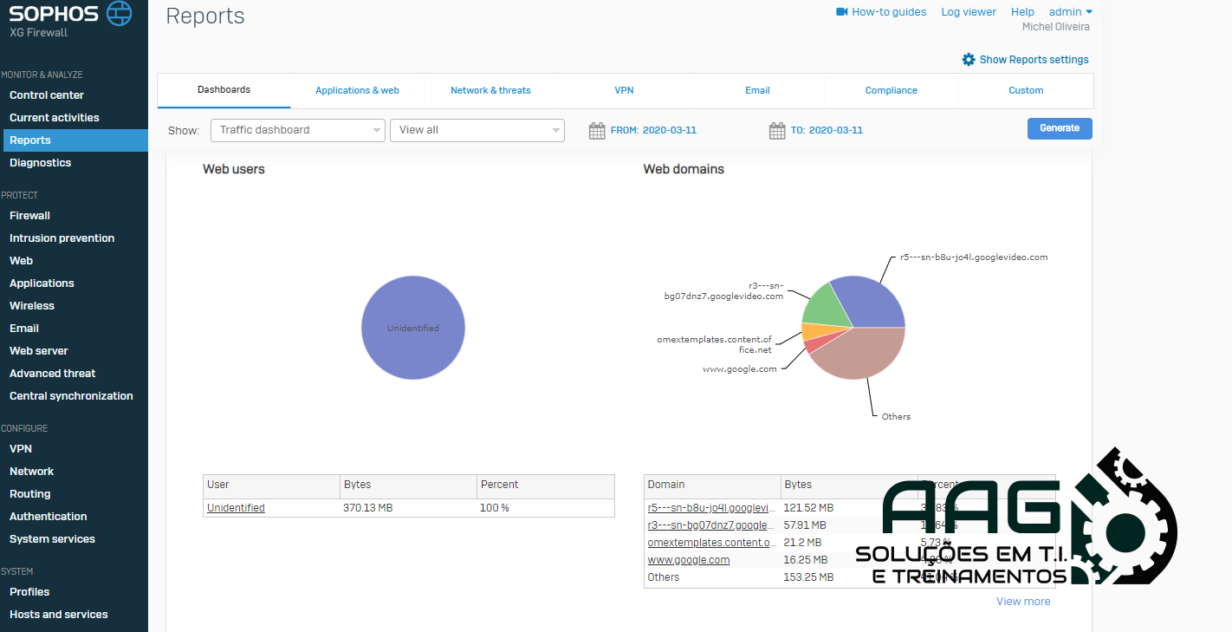 SOPHOS
XG Firewall
Reports
How-to guides Log viewer Help admin
Michel Oliveira
Show Reports settings
MONITOR & ANALYZE
Control center
Current activities
Reports
Diagnostics
PROTECT
Firewall
Intrusion prevention
Web
Applications
Wireless
Email
Web server
Advanced threat
Central synchronization
CONFIGURE
VPN
Network
Routing
Authentication
System services
SYSTEM
Profiles
Hosts and services
Dashboards Applications & web Network & threats VPN Email Compliance Custom
Show: Traffic dashboard View all FROM: 2020-03-11 TO: 2020-03-11 Generate
Web users
Unidentified
User Bytes Percent
Unidentified 370.13 MB 100 %
Web domains
r5---sn-b8u-jo4l.googlevideo.com
r3---sn-
bg07dnz7.googlevideo.com
omextemplates.content.of
fice.net
www.google.com
Others
Domain Bytes
r5---sn-b8u-jo4l.googlevi... 121.52 MB
r3---sn-bg07dnz7.google... 57.91 MB
omextemplates.content.o... 21.2 MB 5.73 %
www.google.com 16.25 MB
Others 153.25 MB
View more
AAG
SOLUÇÕES EM T.I.
E TREINAMENTOS